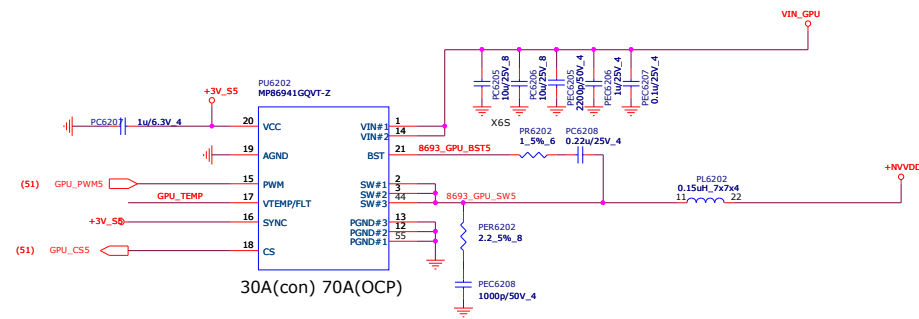 VIN_GPU
PU6202
MP86941GQVT-Z
+3V_S5
PC6207
1u/6.3V_4
20 VCC
19 AGND
15 PWM
17 VTEMP/FLT
16 SYNC
18 CS
VIN#1 1
VIN#2 14
BST 21
SW#1 2
SW#2 3
SW#3 44
PGND#3 13
PGND#2 12
PGND#1 55
(51) GPU_PWM5
GPU_TEMP
+3V_S5
(51) GPU_CS5
30A(con) 70A(OCP)
PC6205
10u/25V_8
PC6206
10u/25V_8
PEC6205
2200p/50V_4
PEC6206
1u/25V_4
PEC6207
0.1u/25V_4
X6S
8693_GPU_BST5
PR6202
1_5%_6
PC6208
0.22u/25V_4
8693_GPU_SW5
PL6202
0.15uH_7x7x4
11 22
+NVVDD
PER6202
2.2_5%_8
PEC6208
1000p/50V_4